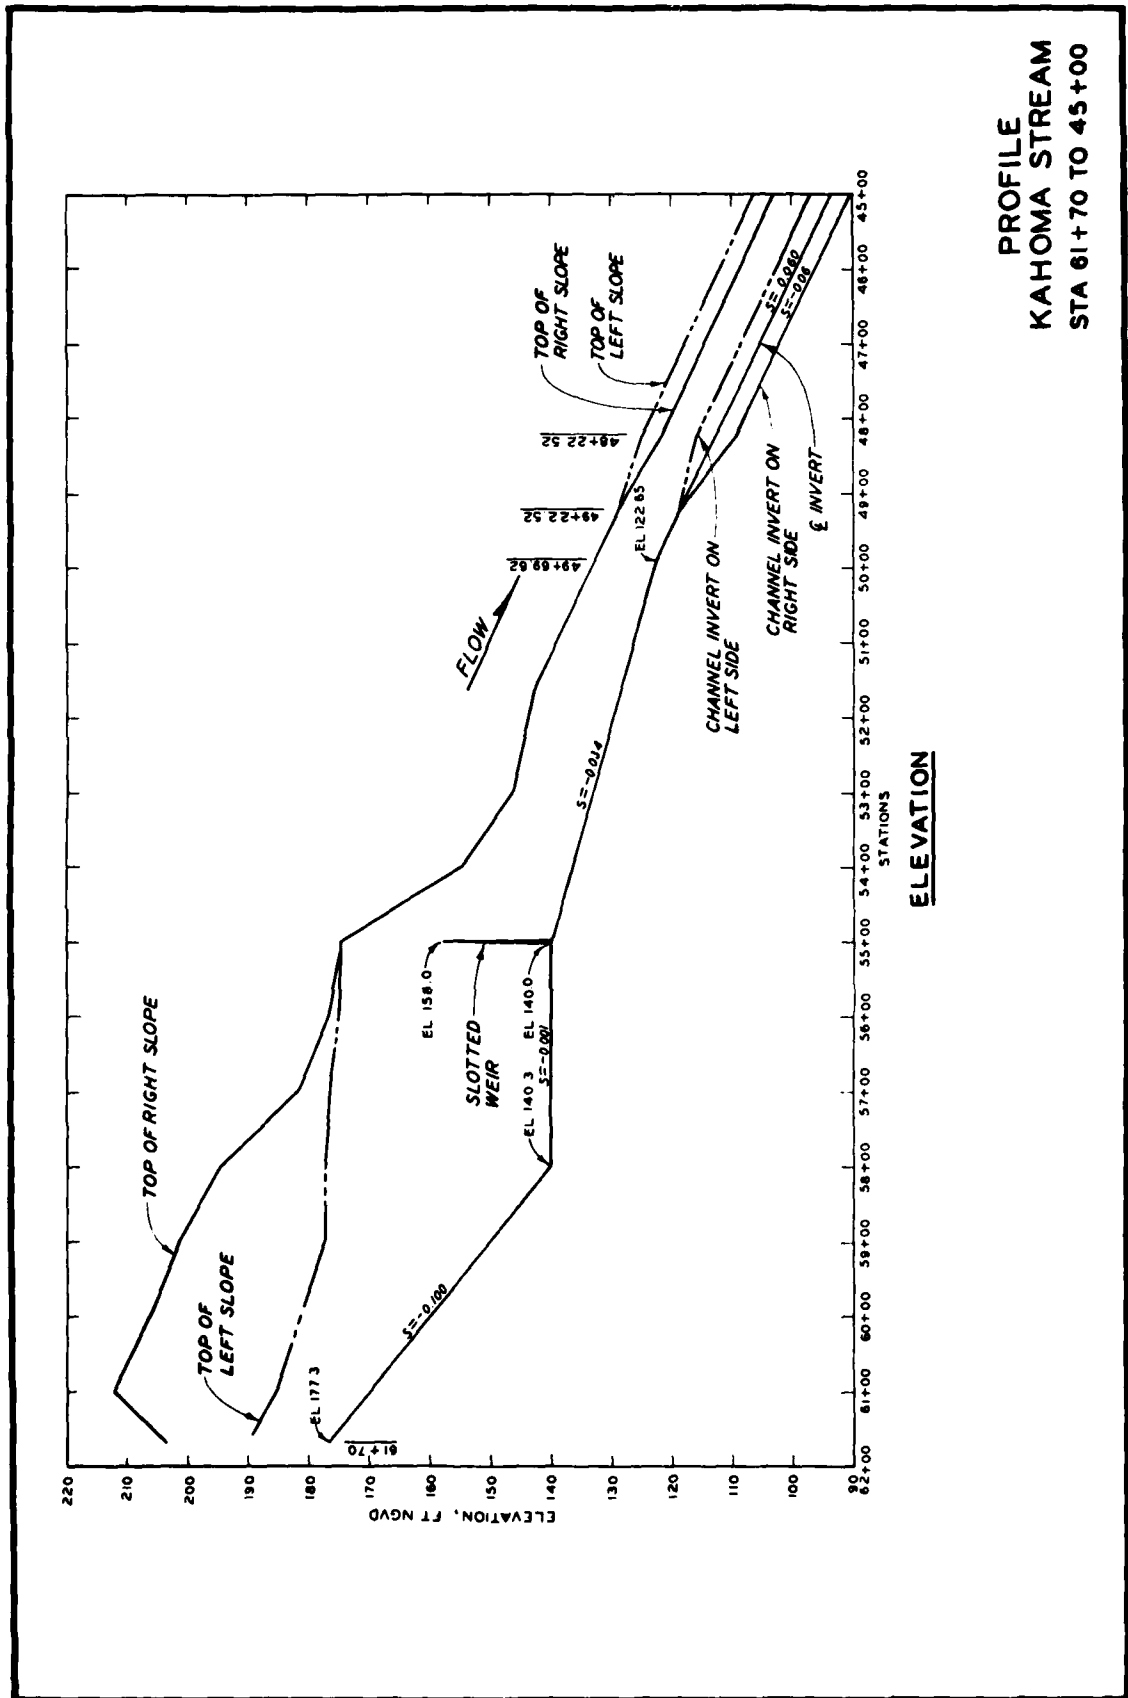 PROFILE
KAHOMA STREAM
STA 61+70 TO 45+00
ELEVATION
ELEVATION, FT NGVD
220
210
200
190
180
170
160
150
140
130
120
110
100
90
62+00
61+00
60+00
59+00
58+00
57+00
56+00
55+00
54+00
53+00
52+00
51+00
50+00
49+00
48+00
47+00
46+00
45+00
STATIONS
TOP OF RIGHT SLOPE
TOP OF
LEFT SLOPE
EL 177.3
61+70
S=-0.100
EL 140.3
S=-0.001
EL 140.0
SLOTTED
WEIR
EL 158.0
S=-0.034
FLOW
49+69.62
49+22.52
48+22.52
EL 122.65
TOP OF
RIGHT SLOPE
TOP OF
LEFT SLOPE
CHANNEL INVERT ON
LEFT SIDE
CHANNEL INVERT ON
RIGHT SIDE
℄ INVERT
S=-0.060
S=-0.06